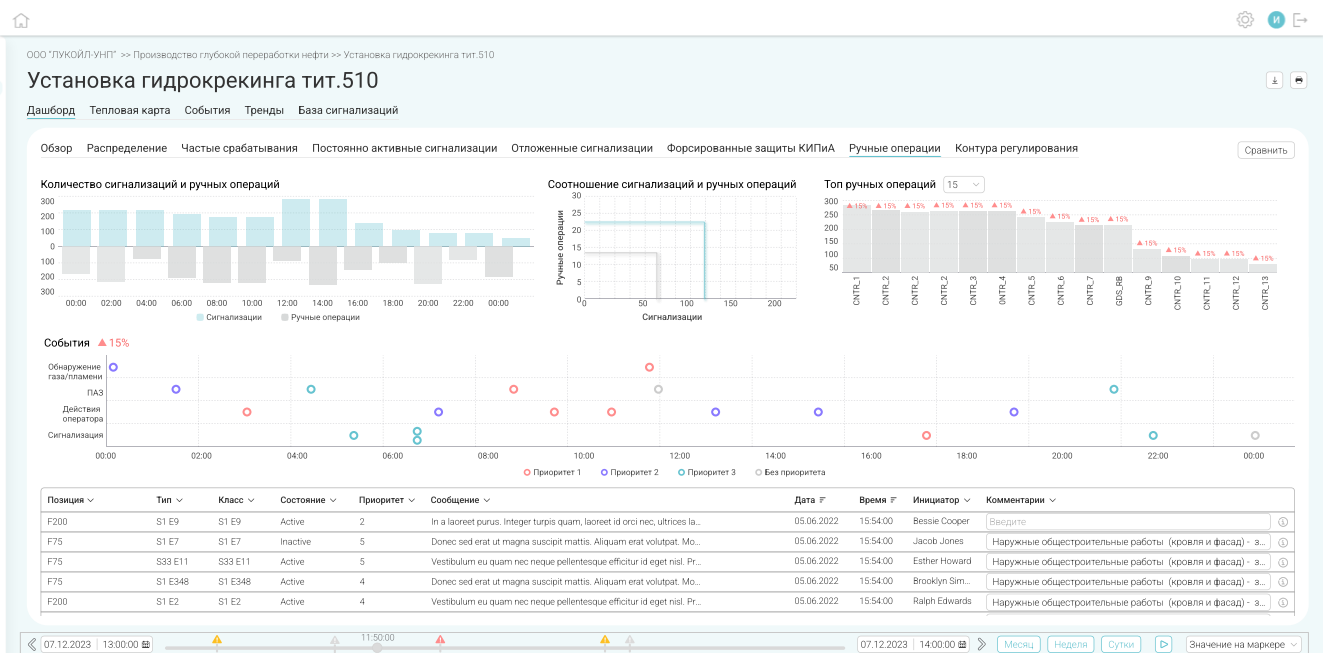 И
ООО "ЛУКОЙЛ-УНП" >> Производство глубокой переработки нефти >> Установка гидрокрекинга тит.510
Установка гидрокрекинга тит.510
Дашборд Тепловая карта События Тренды База сигнализаций
Обзор Распределение Частые срабатывания Постоянно активные сигнализации Отложенные сигнализации Форсированные защиты КИПиА Ручные операции Контура регулирования Сравнить
Количество сигнализаций и ручных операций
300
200
100
0
100
200
300
00:00 02:00 04:00 06:00 08:00 10:00 12:00 14:00 16:00 18:00 20:00 22:00 00:00
Сигнализации Ручные операции
Соотношение сигнализаций и ручных операций
Ручные операции
30
25
20
15
10
5
0
0 50 100 150 200
Сигнализации
Топ ручных операций 15
300
250
200
150
100
50
15% 15% 15% 15% 15% 15% 15% 15% 15% 15% 15% 15% 15% 15% 15%
CNTR_1 CNTR_2 CNTR_2 CNTR_2 CNTR_3 0NTR_4 CNTR_5 CNTR_6 CNTR_7 GDS_RB CNTR_9 CNTR_10 CNTR_11 CNTR_12 CNTR_13
События 15%
Обнаружение
газа/пламени
ПАЗ
Действия
оператора
Сигнализация
00:00 02:00 04:00 06:00 08:00 10:00 12:00 14:00 16:00 18:00 20:00 22:00 00:00
Приоритет 1 Приоритет 2 Приоритет 3 Без приоритета
Позиция Тип Класс Состояние Приоритет Сообщение Дата Время Инициатор Комментарии
F200 S1 E9 S1 E9 Active 2 In a laoreet purus. Integer turpis quam, laoreet id orci nec, ultrices la... 05.06.2022 15:54:00 Bessie Cooper Введите
F75 S1 E7 S1 E7 Inactive 5 Donec sed erat ut magna suscipit mattis. Aliquam erat volutpat. Mo... 05.06.2022 15:54:00 Jacob Jones Наружные общестроительные работы (кровля и фасад) - з...
F75 S33 E11 S33 E11 Active 5 Vestibulum eu quam nec neque pellentesque efficitur id eget nisl. Pr... 05.06.2022 15:54:00 Esther Howard Наружные общестроительные работы (кровля и фасад) - з...
F75 S1 E348 S1 E348 Active 4 Donec sed erat ut magna suscipit mattis. Aliquam erat volutpat. Mo... 05.06.2022 15:54:00 Brooklyn Sim... Наружные общестроительные работы (кровля и фасад) - з...
F200 S1 E2 S1 E2 Active 4 Vestibulum eu quam nec neque pellentesque efficitur id eget nisl. Pr... 05.06.2022 15:54:00 Ralph Edwards Наружные общестроительные работы (кровля и фасад) - з...
11:50:00
07.12.2023 13:00:00 07.12.2023 14:00:00 Месяц Неделя Сутки Значение на маркере